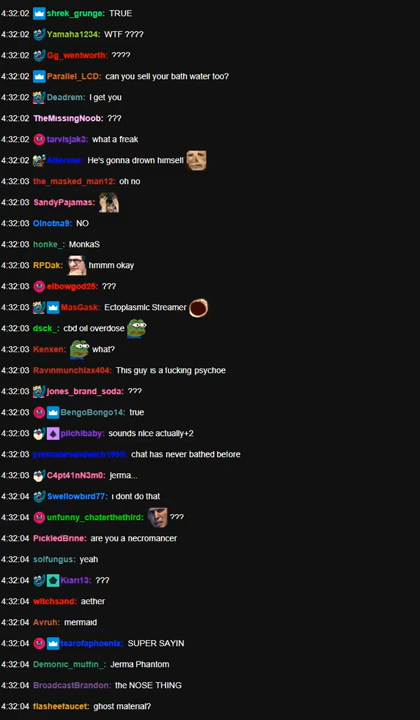 4:32:02 shrek_grunge: TRUE
4:32:02 Yamaha1234: WTF ????
4:32:02 Gg_wentworth: ????
4:32:02 Parallel_LCD: can you sell your bath water too?
4:32:02 Deadrem: I get you
4:32:02 TheMissingNoob: ???
4:32:02 tarvisjak3: what a freak
4:32:02 He's gonna drown himself
4:32:03 the_masked_man12: oh no
4:32:03 SandyPajamas:
4:32:03 Olnotna9: NO
4:32:03 honke_: MonkaS
4:32:03 RPDak: hmmm okay
4:32:03 elbowgod25: ???
4:32:03 MasGask: Ectoplasmic Streamer
4:32:03 dsck_: cbd oil overdose
4:32:03 Kenxen: what?
4:32:03 Ravinmunchlax404: This guy is a fucking psychoe
4:32:03 jones_brand_soda: ???
4:32:03 BengoBongo14: true
4:32:03 pilchibaby: sounds nice actually+2
4:32:03 chat has never bathed before
4:32:03 C4pt41nN3m0: jerma...
4:32:04 Swellowbird77: i dont do that
4:32:04 unfunny_chaterthethird: ???
4:32:04 PickledBrine: are you a necromancer
4:32:04 solfungus: yeah
4:32:04 Kiari13: ???
4:32:04 witchsand: aether
4:32:04 Avruh: mermaid
4:32:04 tearofaphoenix: SUPER SAYIN
4:32:04 Demonic_muffin_: Jerma Phantom
4:32:04 BroadcastBrandon: the NOSE THING
4:32:04 flasheefaucet: ghost material?